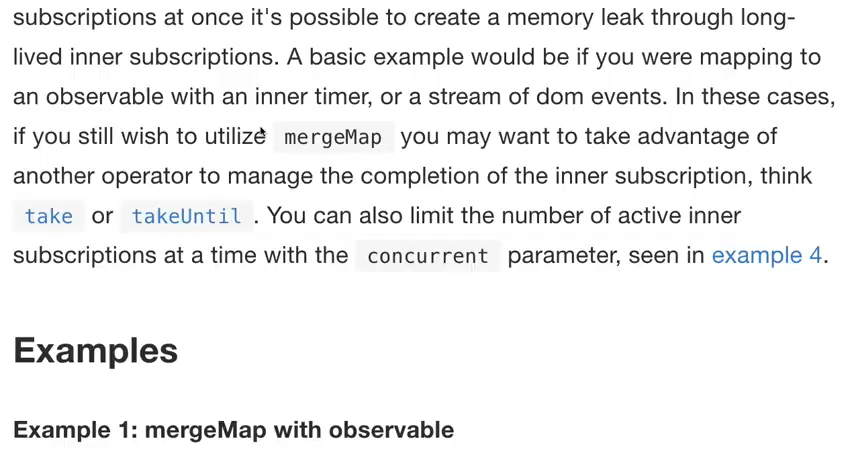 subscriptions at once it's possible to create a memory leak through long-
lived inner subscriptions. A basic example would be if you were mapping to
an observable with an inner timer, or a stream of dom events. In these cases,
if you still wish to utilize mergeMap you may want to take advantage of
another operator to manage the completion of the inner subscription, think
take or takeUntil. You can also limit the number of active inner
subscriptions at a time with the concurrent parameter, seen in example 4.
Examples
Example 1: mergeMap with observable